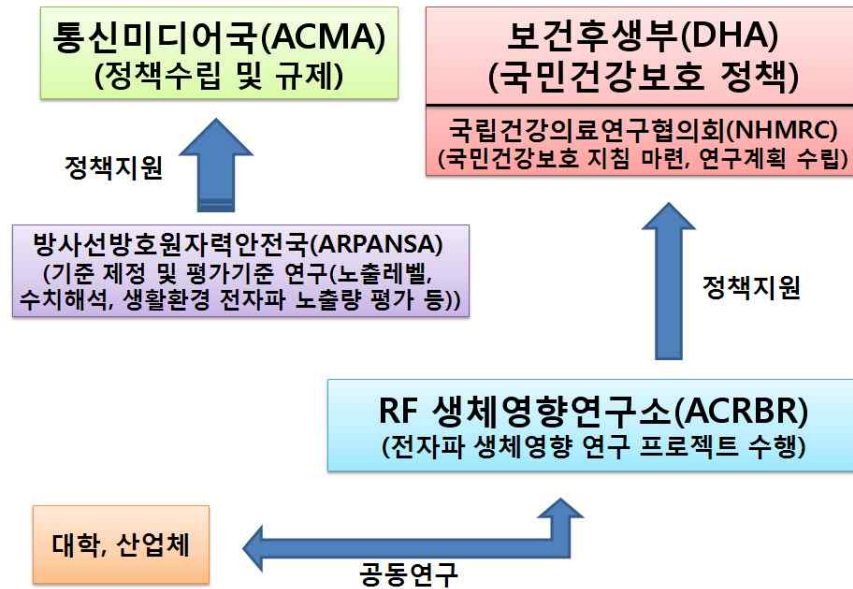 통신미디어국(ACMA)
(정책수립 및 규제)
보건후생부(DHA)
(국민건강보호 정책)
국립건강의료연구협의회(NHMRC)
(국민건강보호 지침 마련, 연구계획 수립)
정책지원
방사선방호원자력안전국(ARPANSA)
(기준 제정 및 평가기준 연구(노출레벨,
수치해석, 생활환경 전자파 노출량 평가 등))
정책지원
RF 생체영향연구소(ACRBR)
(전자파 생체영향 연구 프로젝트 수행)
대학, 산업체
공동연구